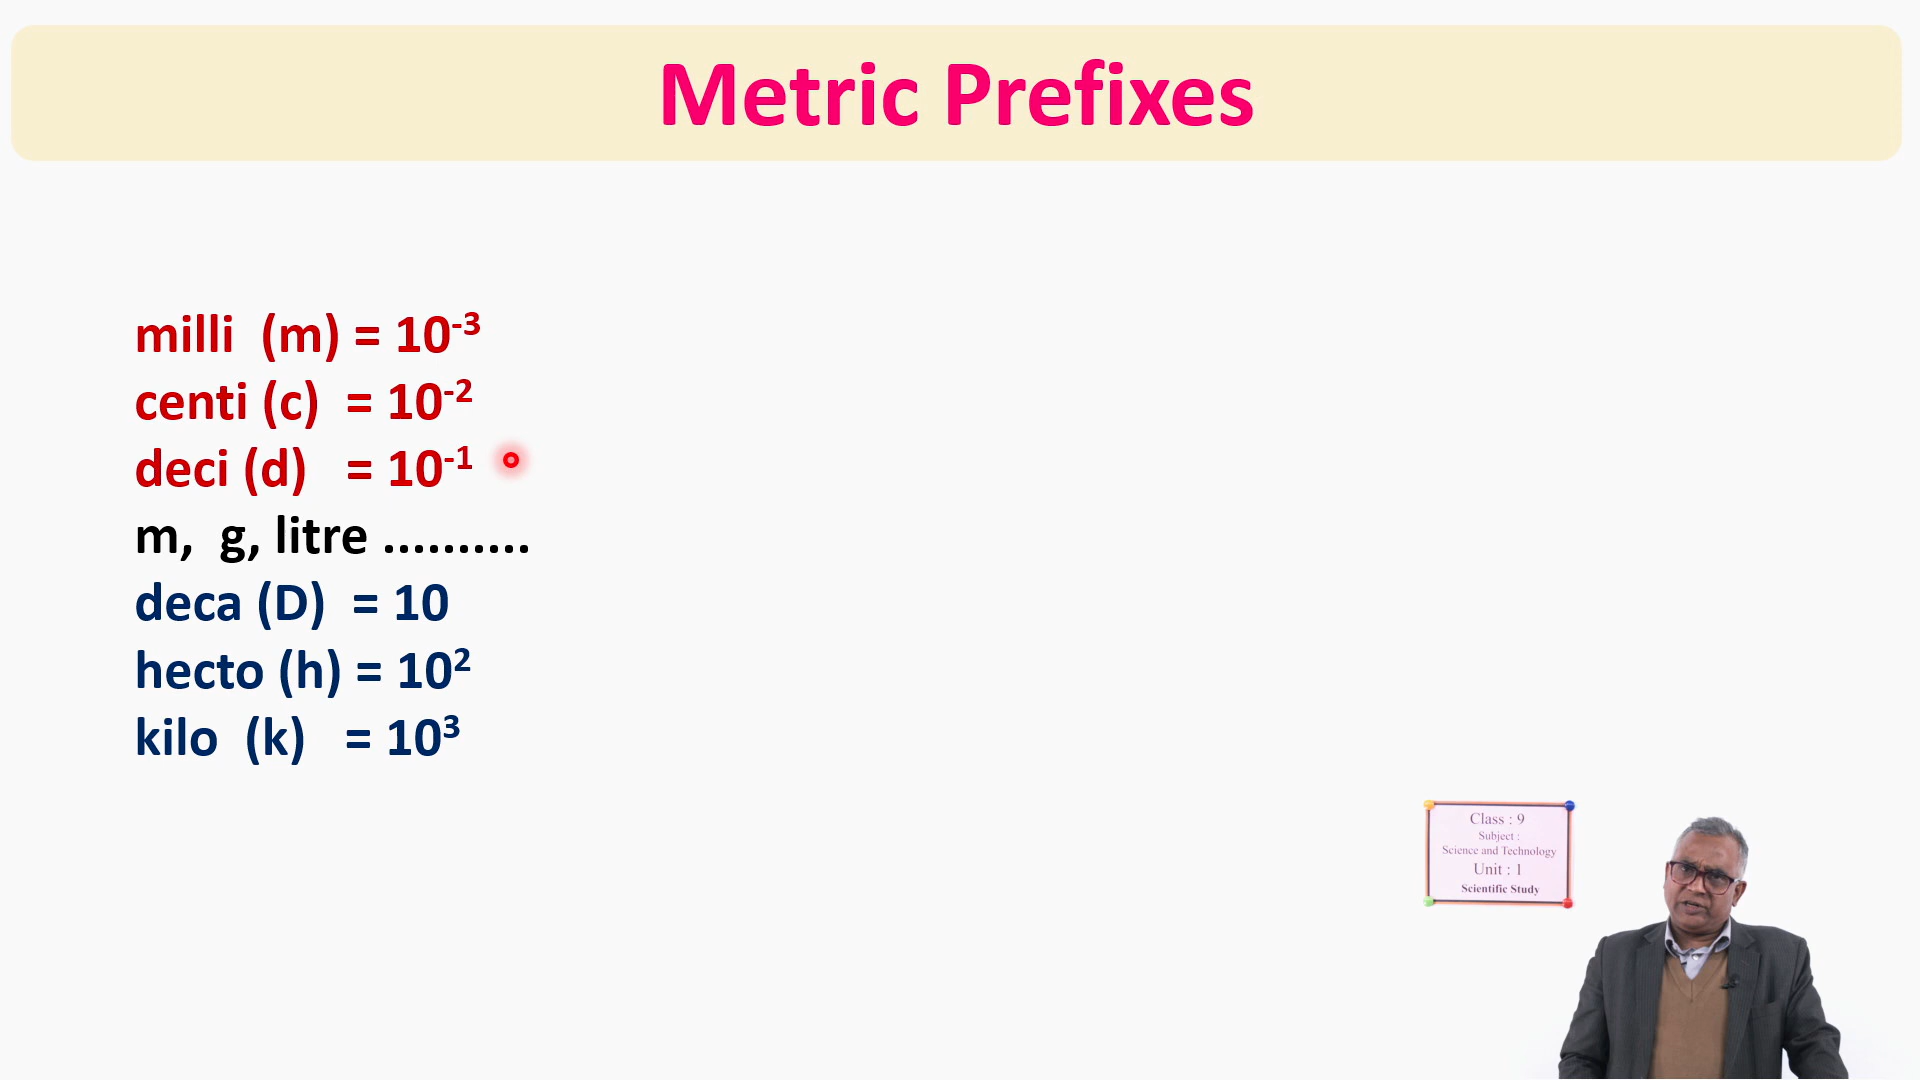 Metric Prefixes
milli (m) = 10⁻³
centi (c) = 10⁻²
deci (d) = 10⁻¹
m, g, litre ..........
deca (D) = 10
hecto (h) = 10²
kilo (k) = 10³
Class : 9
Subject :
Science and Technology
Unit : 1
Scientific Study